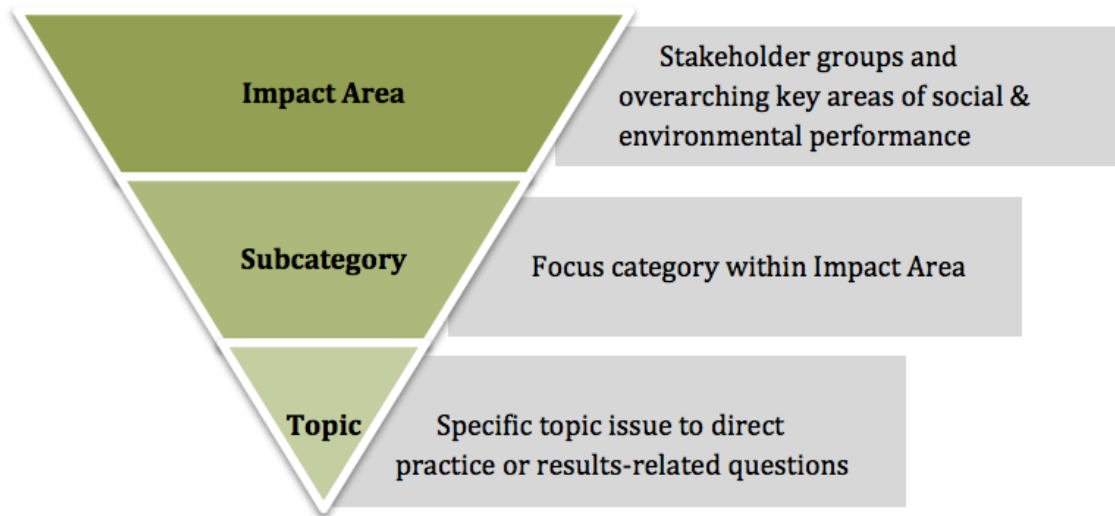 Impact Area
Stakeholder groups and
overarching key areas of social &
environmental performance
Subcategory
Focus category within Impact Area
Topic
Specific topic issue to direct
practice or results-related questions